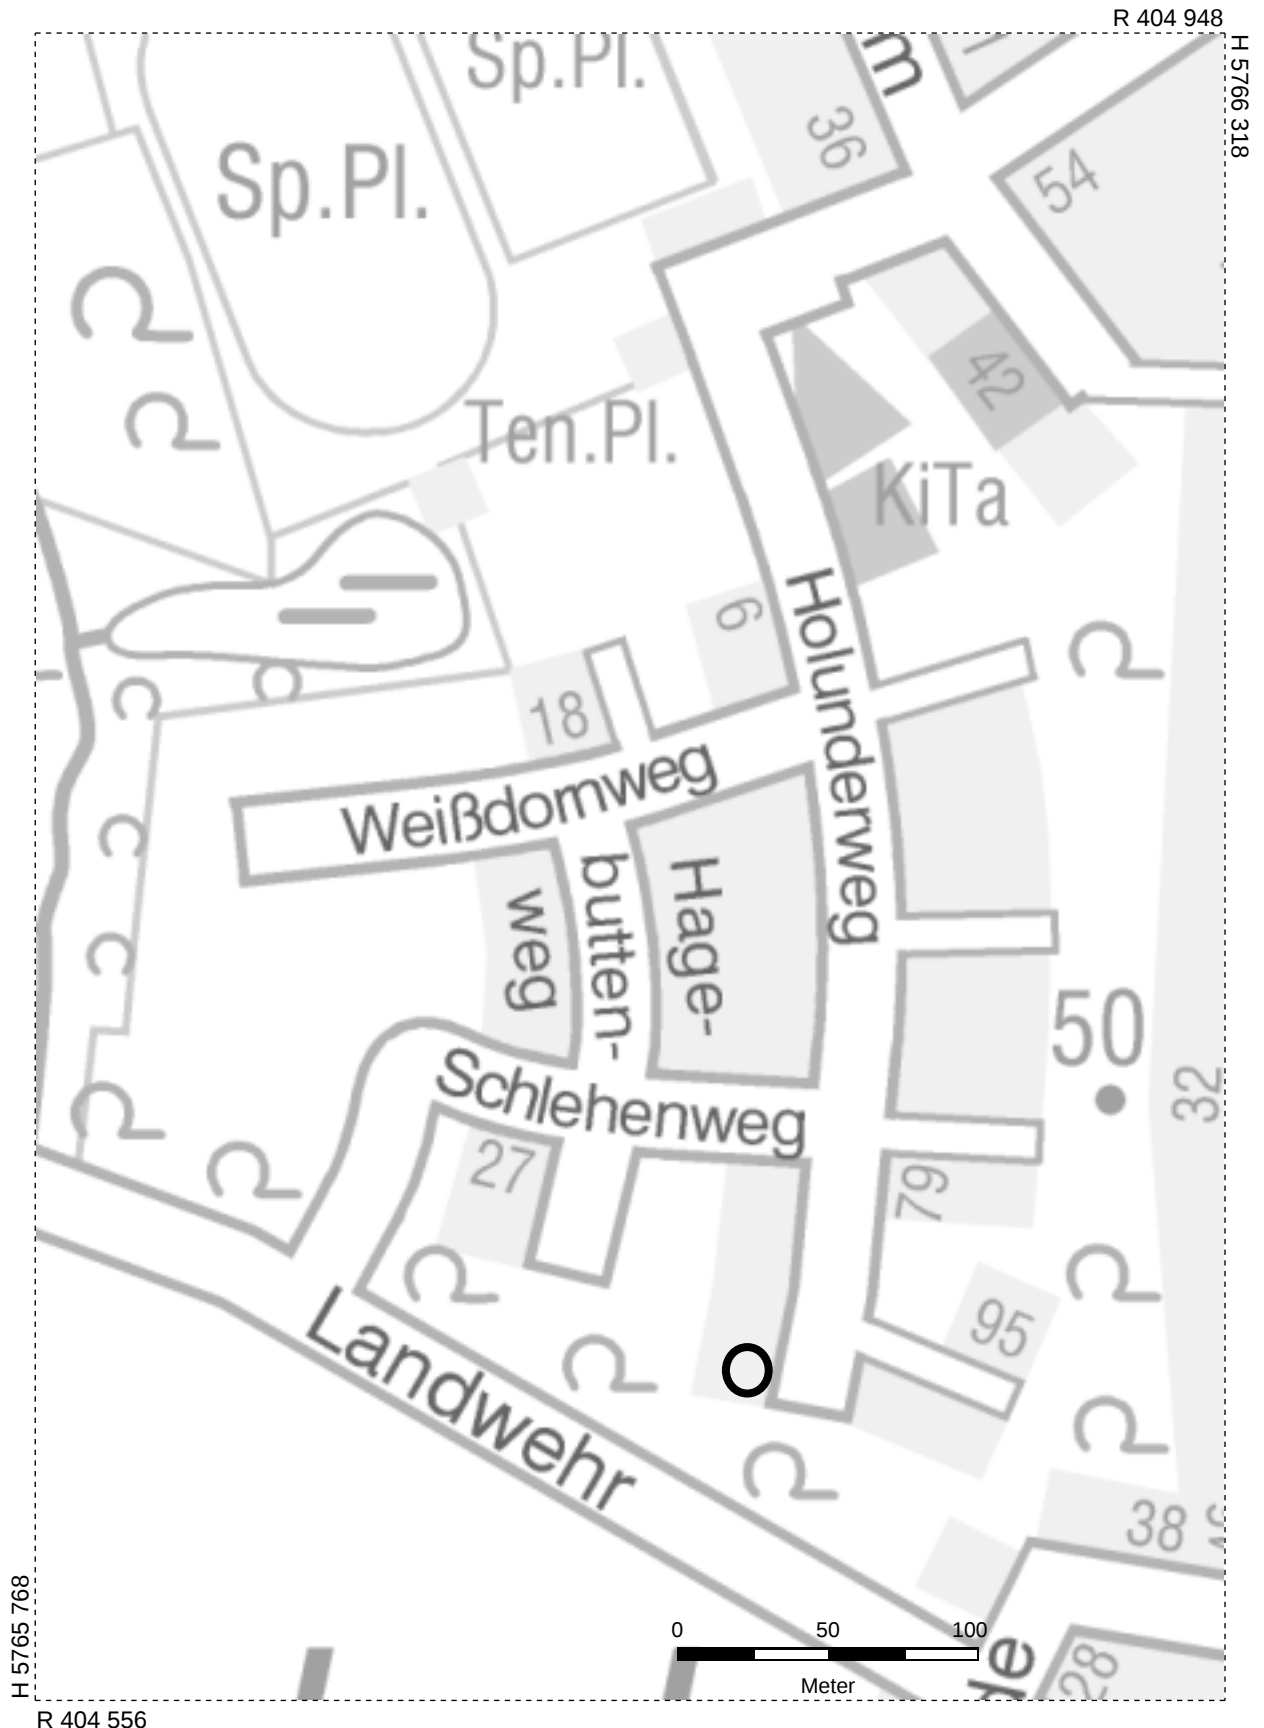 R 404 948
H 5766 318
Sp.Pl.
m
36
Sp.Pl.
54
42
Ten.Pl.
KiTa
Holunderweg
6
18
Weißdornweg
Hage-
butten-
weg
50
Schlehenweg
32
27
79
95
Landwehr
38
H 5765 768
0 50 100
Meter
de
28
R 404 556